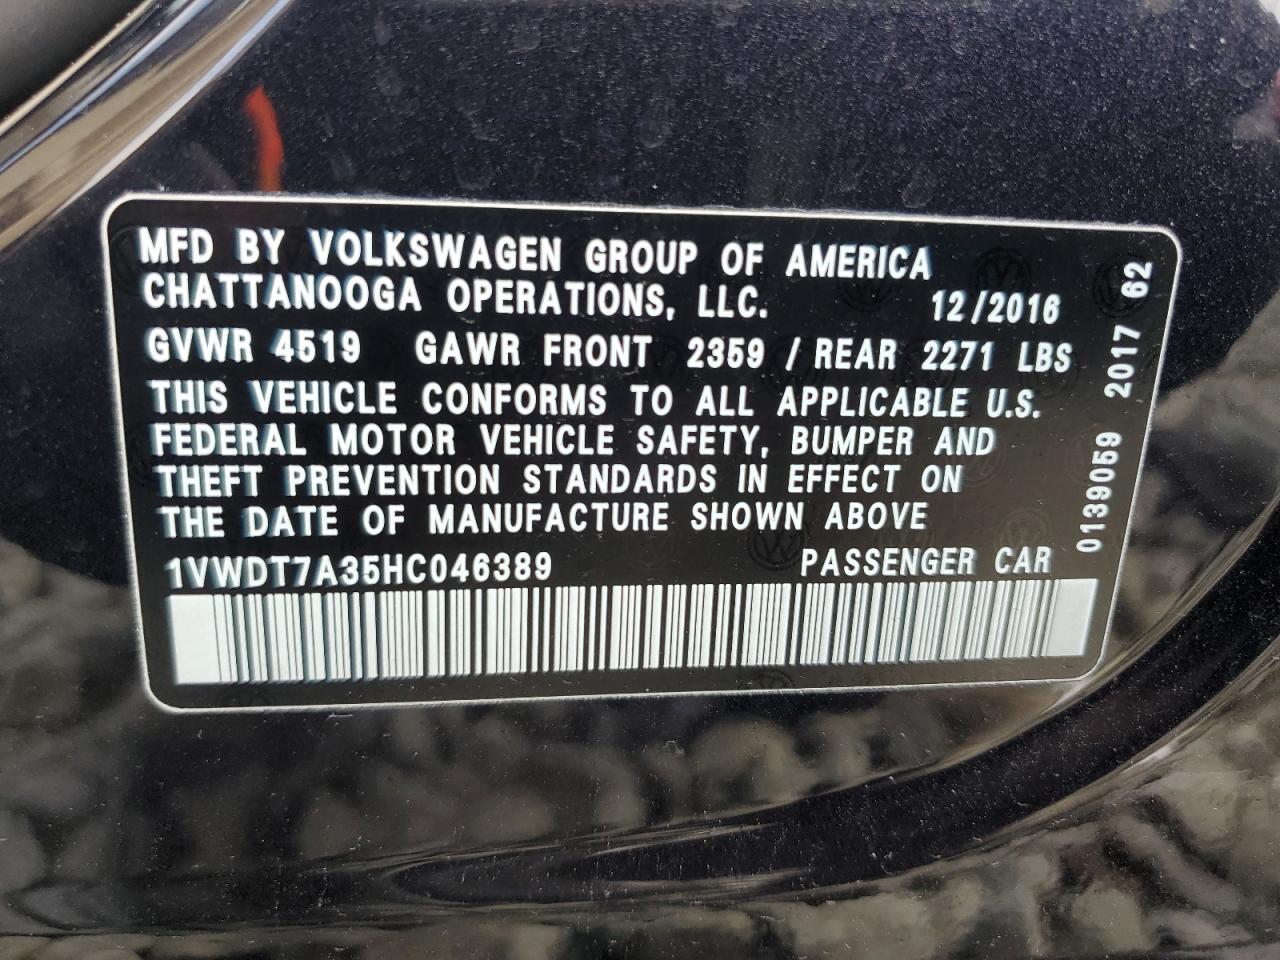 MFD BY VOLKSWAGEN GROUP OF AMERICA
CHATTANOOGA OPERATIONS, LLC. 12/2016
GVWR 4519 GAWR FRONT 2359 / REAR 2271 LBS
THIS VEHICLE CONFORMS TO ALL APPLICABLE U.S.
FEDERAL MOTOR VEHICLE SAFETY, BUMPER AND
THEFT PREVENTION STANDARDS IN EFFECT ON
THE DATE OF MANUFACTURE SHOWN ABOVE
1VWDT7A35HC046389 PASSENGER CAR
0139059 2017 62